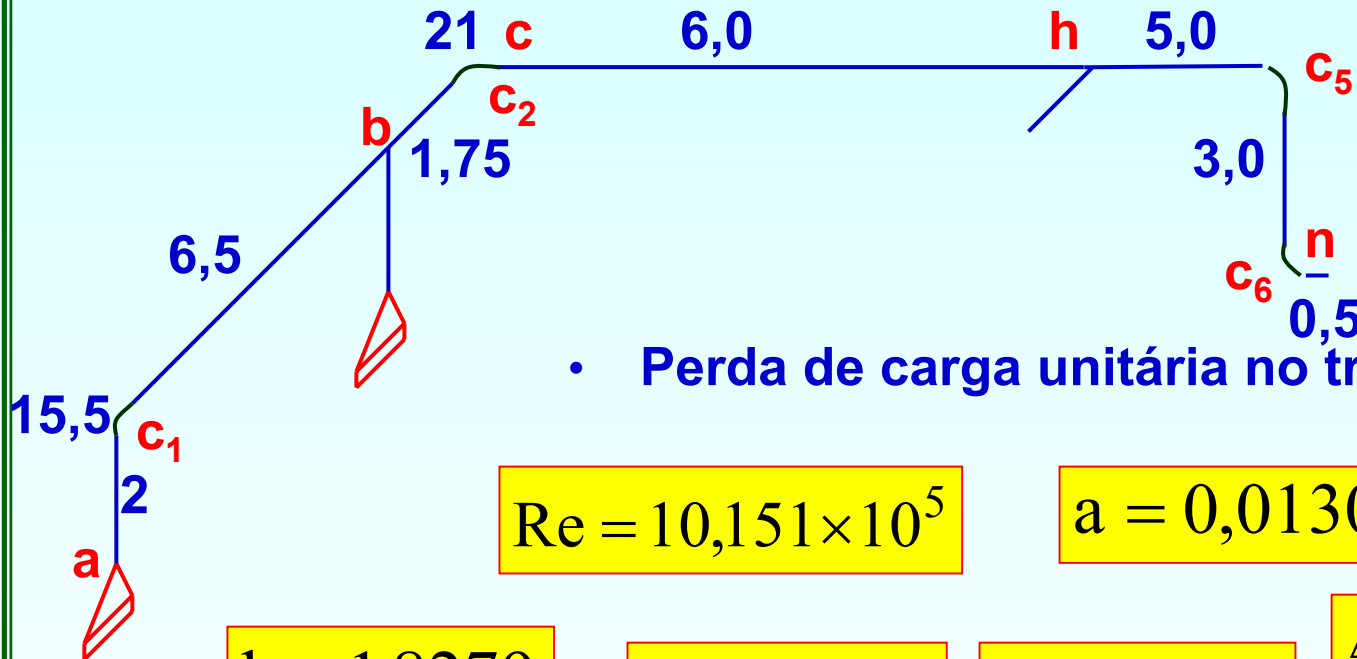 21 c 6,0 h 5,0 c5
c2
b 1,75 3,0
6,5 n
c6
0,5
• Perda de carga unitária no
15,5 c1
2
Re = 10,151×10^5 a = 0,0130
a